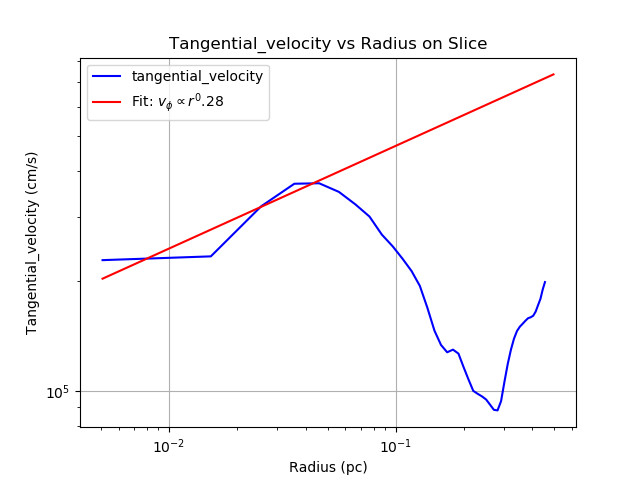 Tangential_velocity vs Radius on Slice
tangential_velocity
Fit: $v_\phi \propto r^0.28$
Tangential_velocity (cm/s)
10^5
10^{-2} 10^{-1}
Radius (pc)